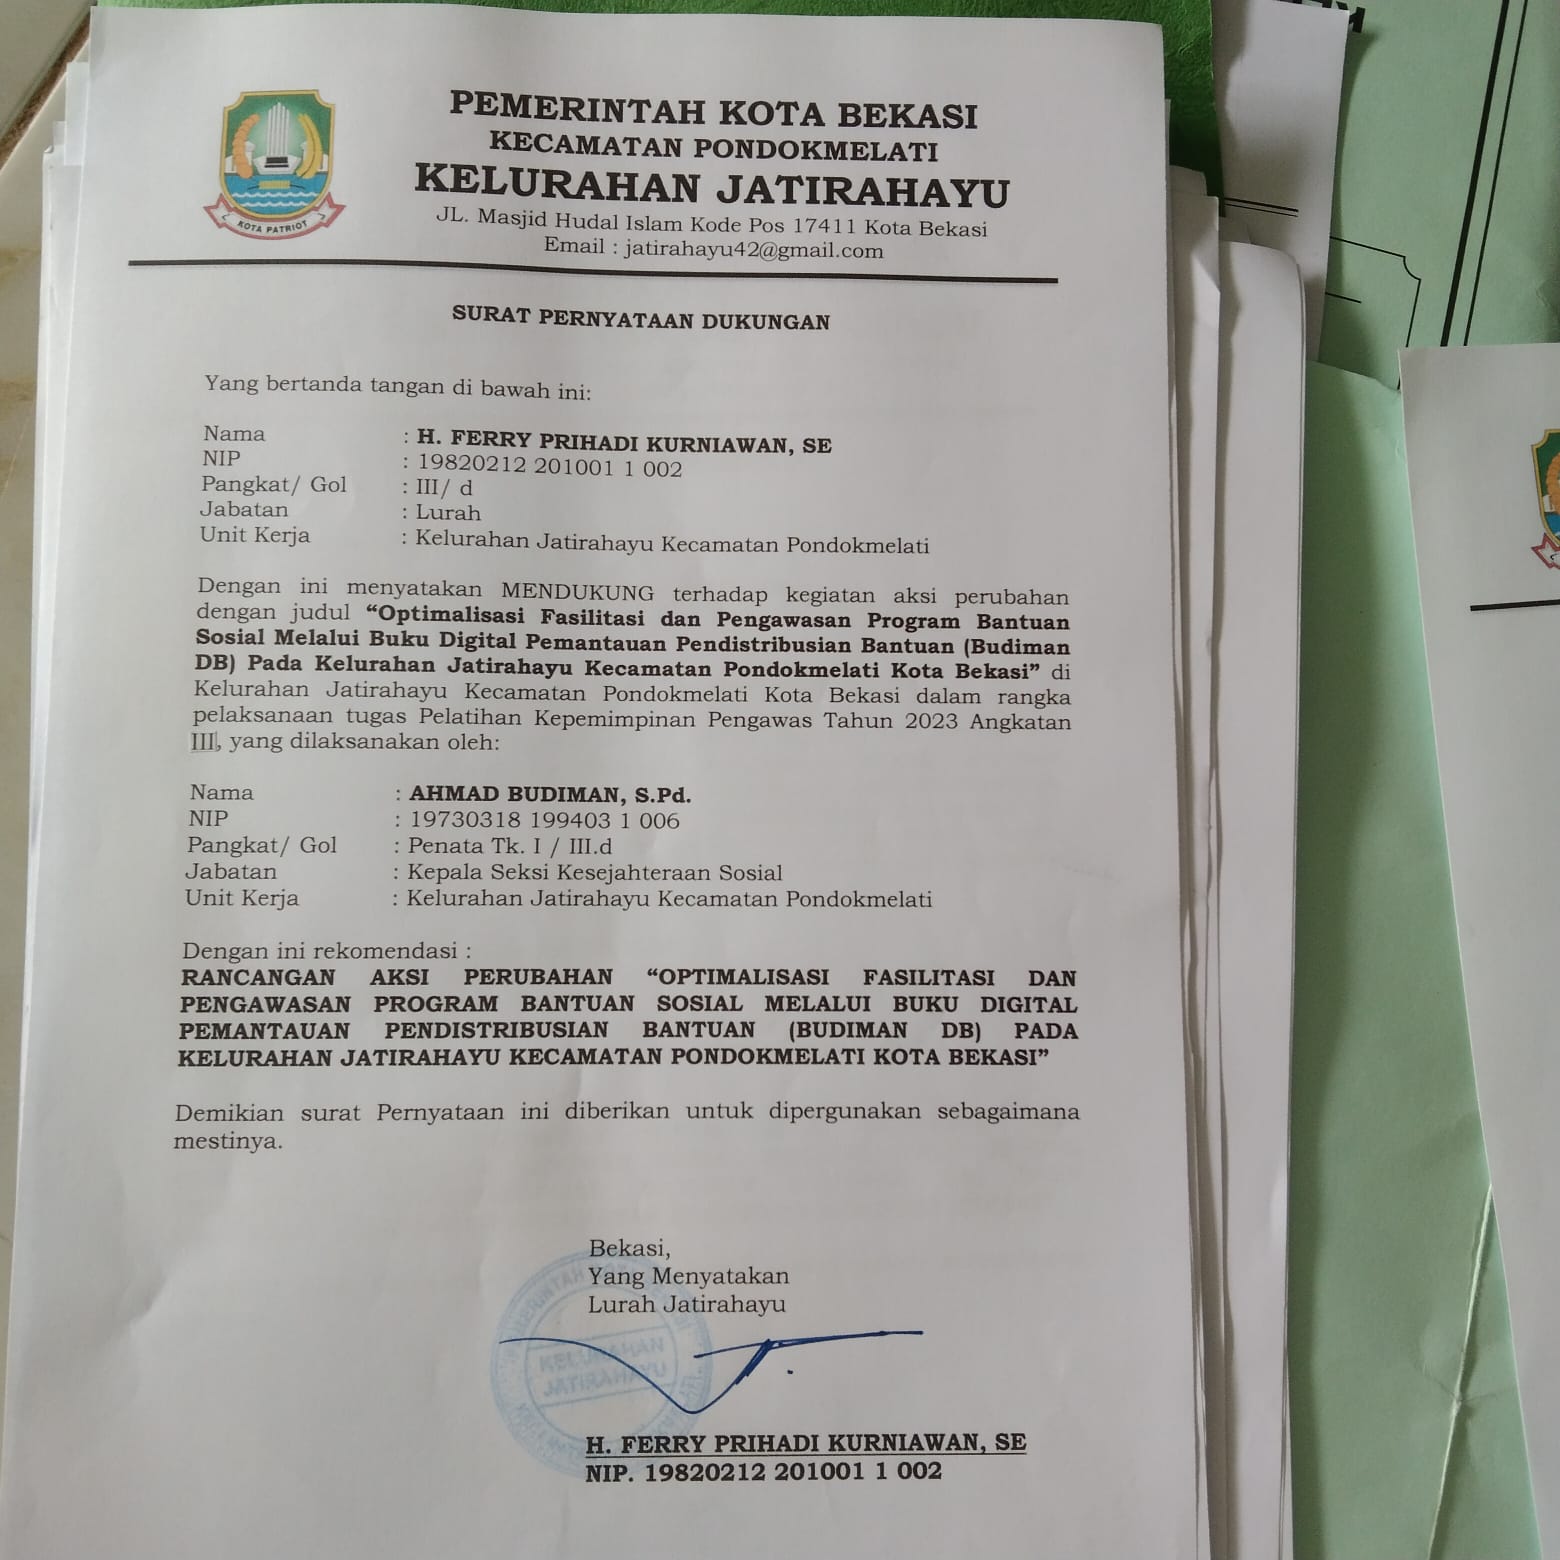 PEMERINTAH KOTA BEKASI
KECAMATAN PONDOKMELATI
KELURAHAN JATIRAHAYU
JL. Masjid Hudal Islam Kode Pos 17411 Kota Bekasi
Email : jatirahayu42@gmail.com
KOTA PATRIOT
SURAT PERNYATAAN DUKUNGAN
Yang bertanda tangan di bawah ini:
Nama : H. FERRY PRIHADI KURNIAWAN, SE
NIP : 19820212 201001 1 002
Pangkat/ Gol : III/ d
Jabatan : Lurah
Unit Kerja : Kelurahan Jatirahayu Kecamatan Pondokmelati
Dengan ini menyatakan MENDUKUNG terhadap kegiatan aksi perubahan
dengan judul “Optimalisasi Fasilitasi dan Pengawasan Program Bantuan
Sosial Melalui Buku Digital Pemantauan Pendistribusian Bantuan (Budiman
DB) Pada Kelurahan Jatirahayu Kecamatan Pondokmelati Kota Bekasi” di
Kelurahan Jatirahayu Kecamatan Pondokmelati Kota Bekasi dalam rangka
pelaksanaan tugas Pelatihan Kepemimpinan Pengawas Tahun 2023 Angkatan
III, yang dilaksanakan oleh:
Nama : AHMAD BUDIMAN, S.Pd.
NIP : 19730318 199403 1 006
Pangkat/ Gol : Penata Tk. I / III.d
Jabatan : Kepala Seksi Kesejahteraan Sosial
Unit Kerja : Kelurahan Jatirahayu Kecamatan Pondokmelati
Dengan ini rekomendasi :
RANCANGAN AKSI PERUBAHAN “OPTIMALISASI FASILITASI DAN
PENGAWASAN PROGRAM BANTUAN SOSIAL MELALUI BUKU DIGITAL
PEMANTAUAN PENDISTRIBUSIAN BANTUAN (BUDIMAN DB) PADA
KELURAHAN JATIRAHAYU KECAMATAN PONDOKMELATI KOTA BEKASI”
Demikian surat Pernyataan ini diberikan untuk dipergunakan sebagaimana
mestinya.
Bekasi,
Yang Menyatakan
Lurah Jatirahayu
KELURAHAN
JATIRAHAYU
H. FERRY PRIHADI KURNIAWAN, SE
NIP. 19820212 201001 1 002